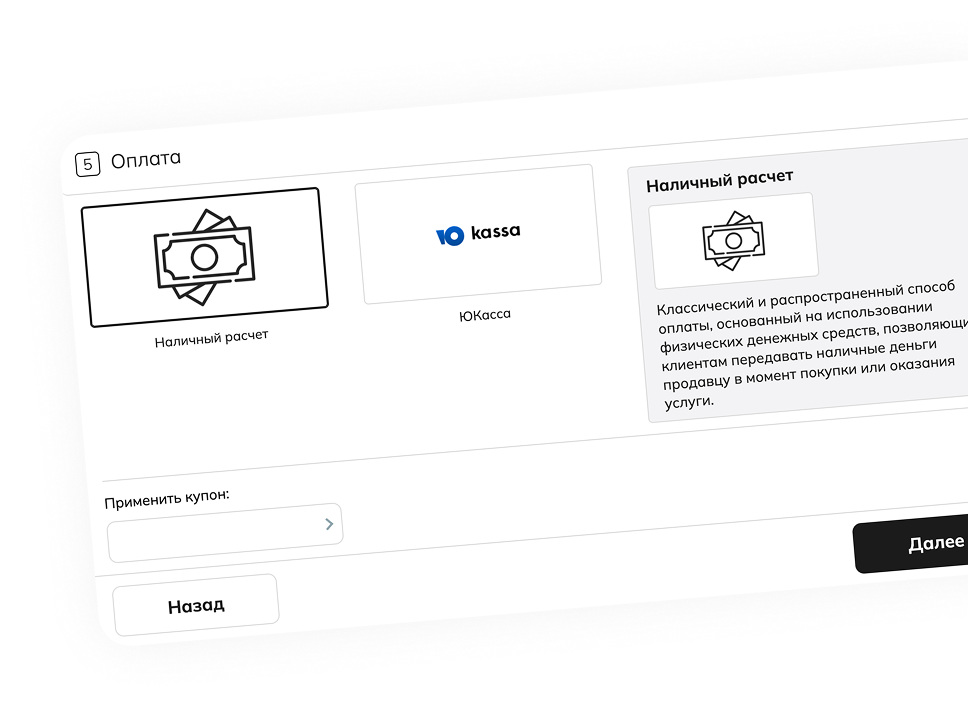 5 Оплата
Наличный расчет
Ю kassa
ЮКасса
Наличный расчет
Классический и распространенный способ
оплаты, основанный на использовании
физических денежных средств, позволяющи
клиентам передавать наличные деньги
продавцу в момент покупки или оказания
услуги.
Применить купон:
Назад
Далее